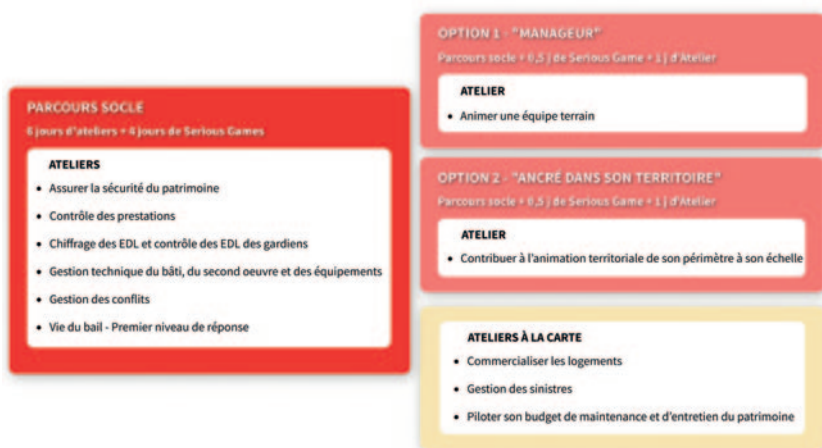 PARCOURS SOCLE
6 jours d'ateliers + 4 jours de Serious Games
ATELIERS
• Assurer la sécurité du patrimoine
• Contrôle des prestations
• Chiffrage des EDL et contrôle des EDL des gardiens
• Gestion technique du bâti, du second oeuvre et des équipements
• Gestion des conflits
• Vie du bail - Premier niveau de réponse
OPTION 1 - "MANAGEUR"
Parcours socle + 0,5 j de Serious Game + 1 j d'Atelier
ATELIER
• Animer une équipe terrain
OPTION 2 - "ANCRÉ DANS SON TERRITOIRE"
Parcours socle + 0,5 j de Serious Game + 1 j d'Atelier
ATELIER
• Contribuer à l'animation territoriale de son périmètre à son échelle
ATELIERS À LA CARTE
• Commercialiser les logements
• Gestion des sinistres
• Piloter son budget de maintenance et d'entretien du patrimoine